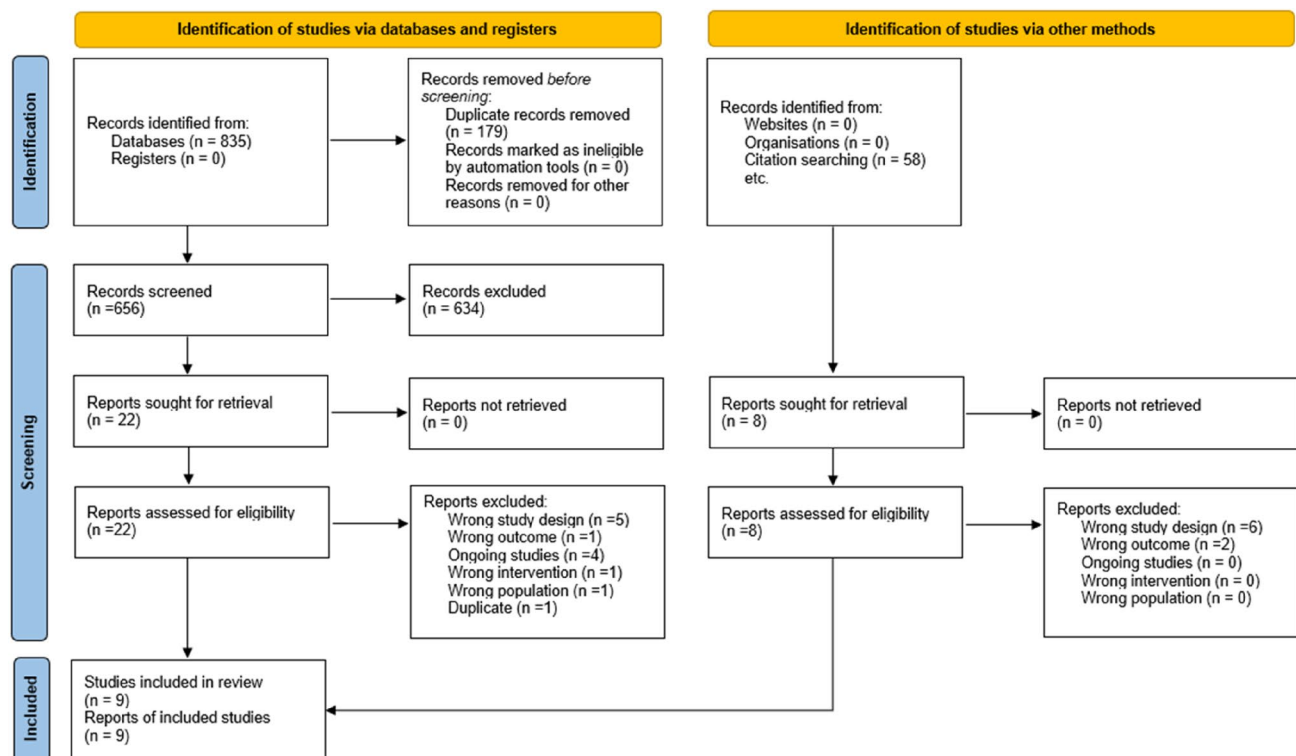 Identification of studies via databases and registers
Identification of studies via other methods
Identification
Records identified from:
Databases (n = 835)
Registers (n = 0)
Records removed before
screening:
Duplicate records removed
(n = 179)
Records marked as ineligible
by automation tools (n = 0)
Records removed for other
reasons (n = 0)
Records identified from:
Websites (n = 0)
Organisations (n = 0)
Citation searching (n = 58)
etc.
Screening
Records screened
(n =656)
Records excluded
(n = 634)
Reports sought for retrieval
(n = 22)
Reports not retrieved
(n = 0)
Reports sought for retrieval
(n = 8)
Reports not retrieved
(n = 0)
Reports assessed for eligibility
(n =22)
Reports excluded:
Wrong study design (n =5)
Wrong outcome (n =1)
Ongoing studies (n =4)
Wrong intervention (n =1)
Wrong population (n =1)
Duplicate (n =1)
Reports assessed for eligibility
(n =8)
Reports excluded:
Wrong study design (n =6)
Wrong outcome (n =2)
Ongoing studies (n = 0)
Wrong intervention (n = 0)
Wrong population (n = 0)
Included
Studies included in review
(n = 9)
Reports of included studies
(n = 9)